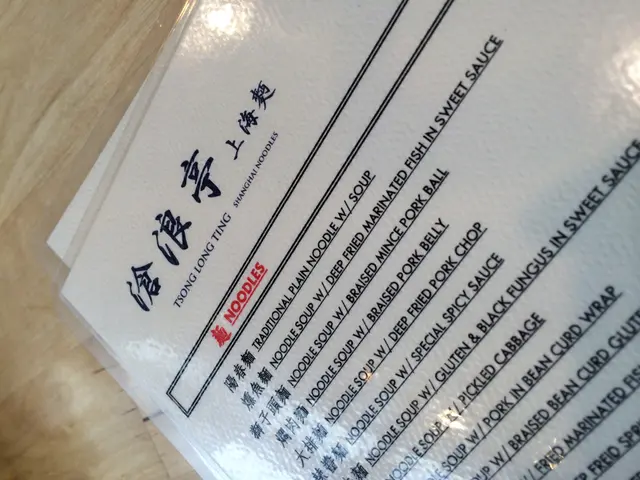 滄浪亭 上海麵
TSONG LONG TING SHANGHAI NOODLES
麵 NOODLES
陽春麵 TRADITIONAL PLAIN NOODLE W/ SOUP
燻魚麵 NOODLE SOUP W/ DEEP FRIED MARINATED FISH IN SWEET SAUCE
獅子頭麵 NOODLE SOUP W/ BRAISED MINCE PORK BALL
焖肉麵 NOODLE SOUP W/ BRAISED PORK BELLY
大排麵 NOODLE SOUP W/ DEEP FRIED PORK CHOP
辣醬麵 NOODLE SOUP W/ SPECIAL SPICY SAUCE
NOODLE SOUP W/ GLUTEN & BLACK FUNGUS IN SWEET SAUCE
NOODLE SOUP W/ PICKLED CABBAGE
SOUP W/ PORK IN BEAN CURD WRAP
SOUP W/ BRAISED BEAN CURD
W/ FRIED MARINATED
FRIED